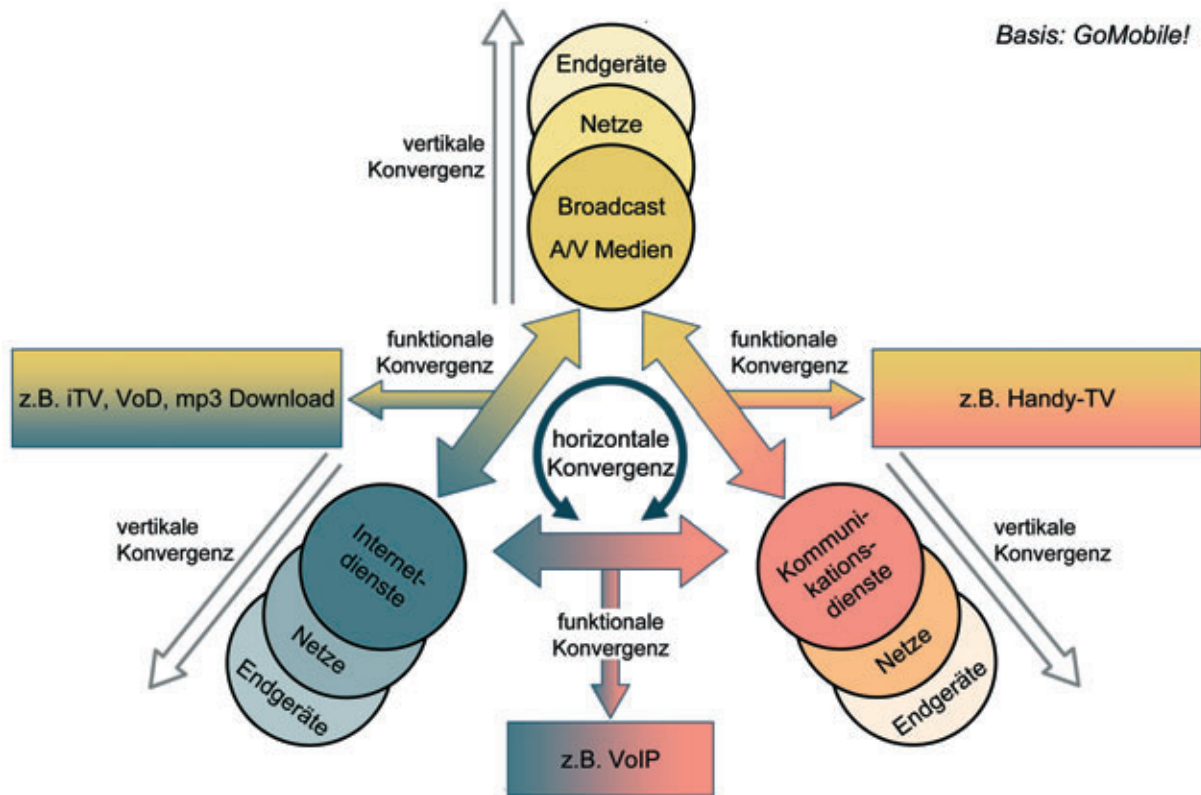 Basis: GoMobile!
Endgeräte
Netze
vertikale
Konvergenz
Broadcast
A/V Medien
funktionale
Konvergenz
funktionale
Konvergenz
z.B. iTV, VoD, mp3 Download
z.B. Handy-TV
horizontale
Konvergenz
vertikale
Konvergenz
Internet-
dienste
Netze
Endgeräte
Kommuni-
kations-
dienste
Netze
Endgeräte
vertikale
Konvergenz
funktionale
Konvergenz
z.B. VoIP